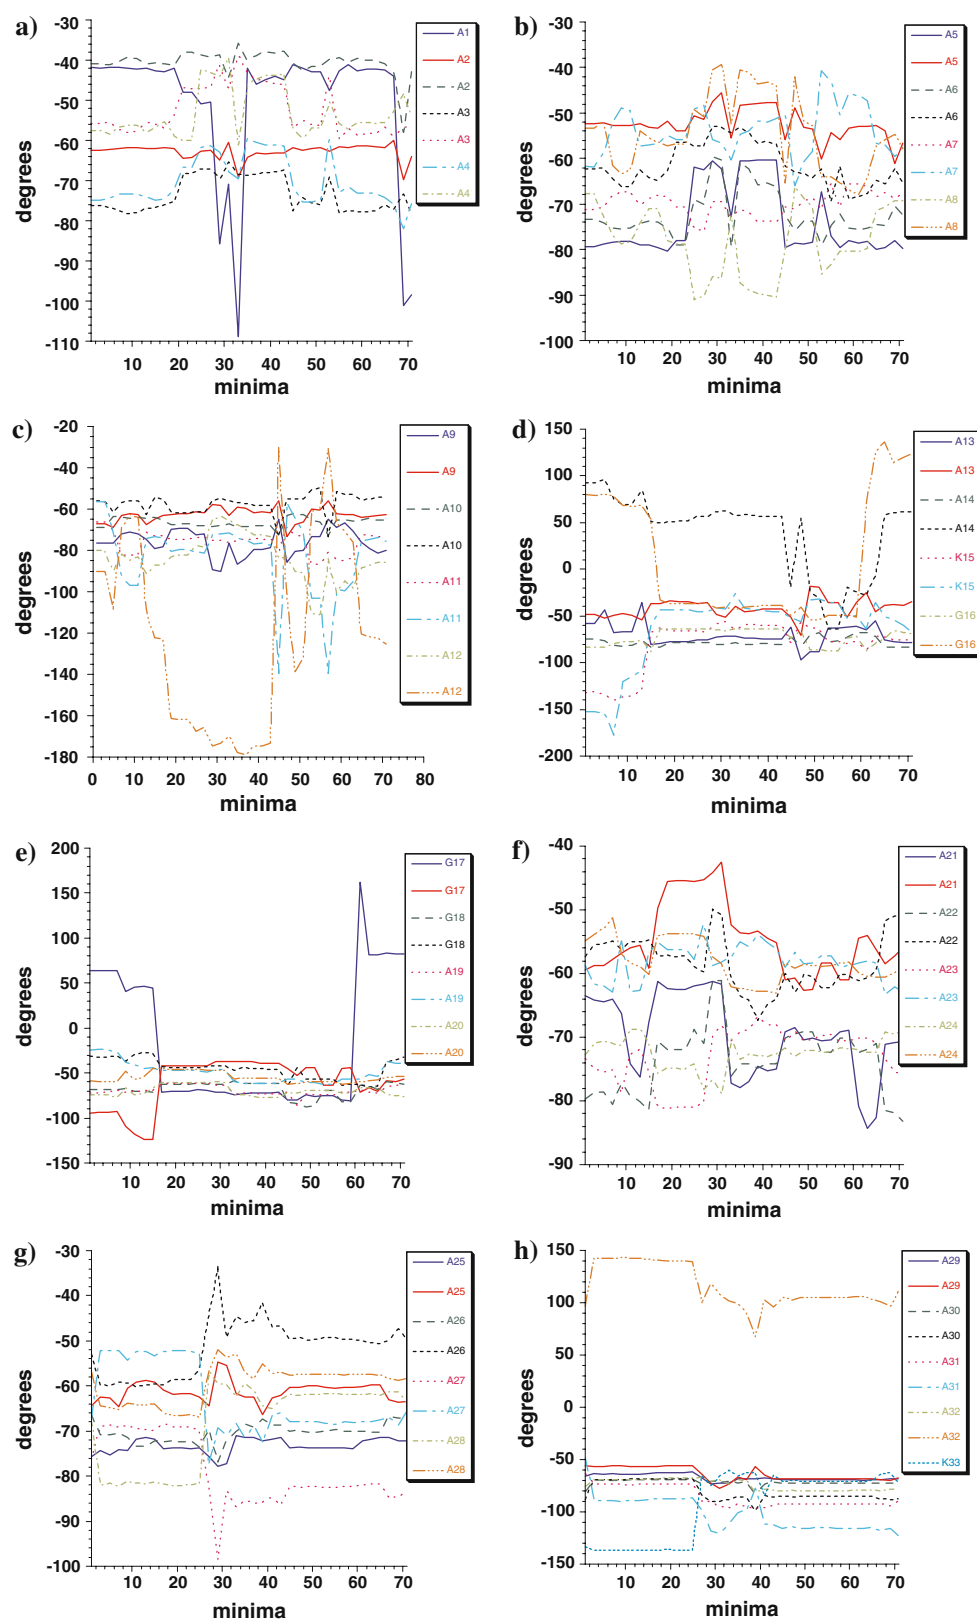 a)
-30
-40
-50
-60
-70
-80
-90
-100
-110
degrees
10 20 30 40 50 60 70
minima
A1
A2
A2
A3
A3
A4
A4
b)
-30
-40
-50
-60
-70
-80
-90
-100
degrees
10 20 30 40 50 60 70
minima
A5
A5
A6
A6
A7
A7
A8
A8
c)
-20
-40
-60
-80
-100
-120
-140
-160
-180
degrees
0 10 20 30 40 50 60 70 80
minima
A9
A9
A10
A10
A11
A11
A12
A12
d)
150
100
50
0
-50
-100
-150
-200
degrees
10 20 30 40 50 60 70
minima
A13
A13
A14
A14
K15
K15
G16
G16
e)
200
150
100
50
0
-50
-100
-150
degrees
10 20 30 40 50 60 70
minima
G17
G17
G18
G18
A19
A19
A20
A20
f)
-40
-50
-60
-70
-80
-90
degrees
10 20 30 40 50 60 70
minima
A21
A21
A22
A22
A23
A23
A24
A24
g)
-30
-40
-50
-60
-70
-80
-90
-100
degrees
10 20 30 40 50 60 70
minima
A25
A25
A26
A26
A27
A27
A28
A28
h)
150
100
50
0
-50
-100
-150
degrees
10 20 30 40 50 60 70
minima
A29
A29
A30
A30
A31
A31
A32
A32
K33